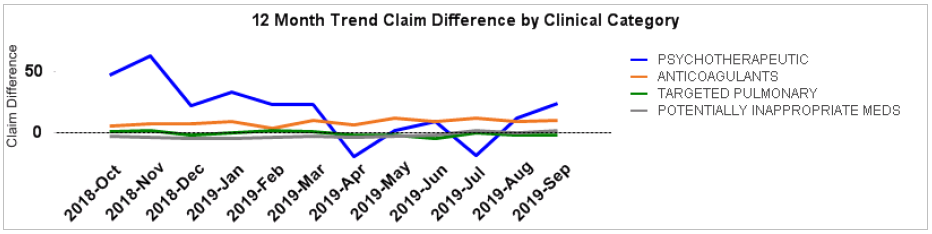 12 Month Trend Claim Difference by Clinical Category
Claim Difference
50
0
2018-Oct
2018-Nov
2018-Dec
2019-Jan
2019-Feb
2019-Mar
2019-Apr
2019-May
2019-Jun
2019-Jul
2019-Aug
2019-Sep
PSYCHOTHERAPEUTIC
ANTICOAGULANTS
TARGETED PULMONARY
POTENTIALLY INAPPROPRIATE MEDS